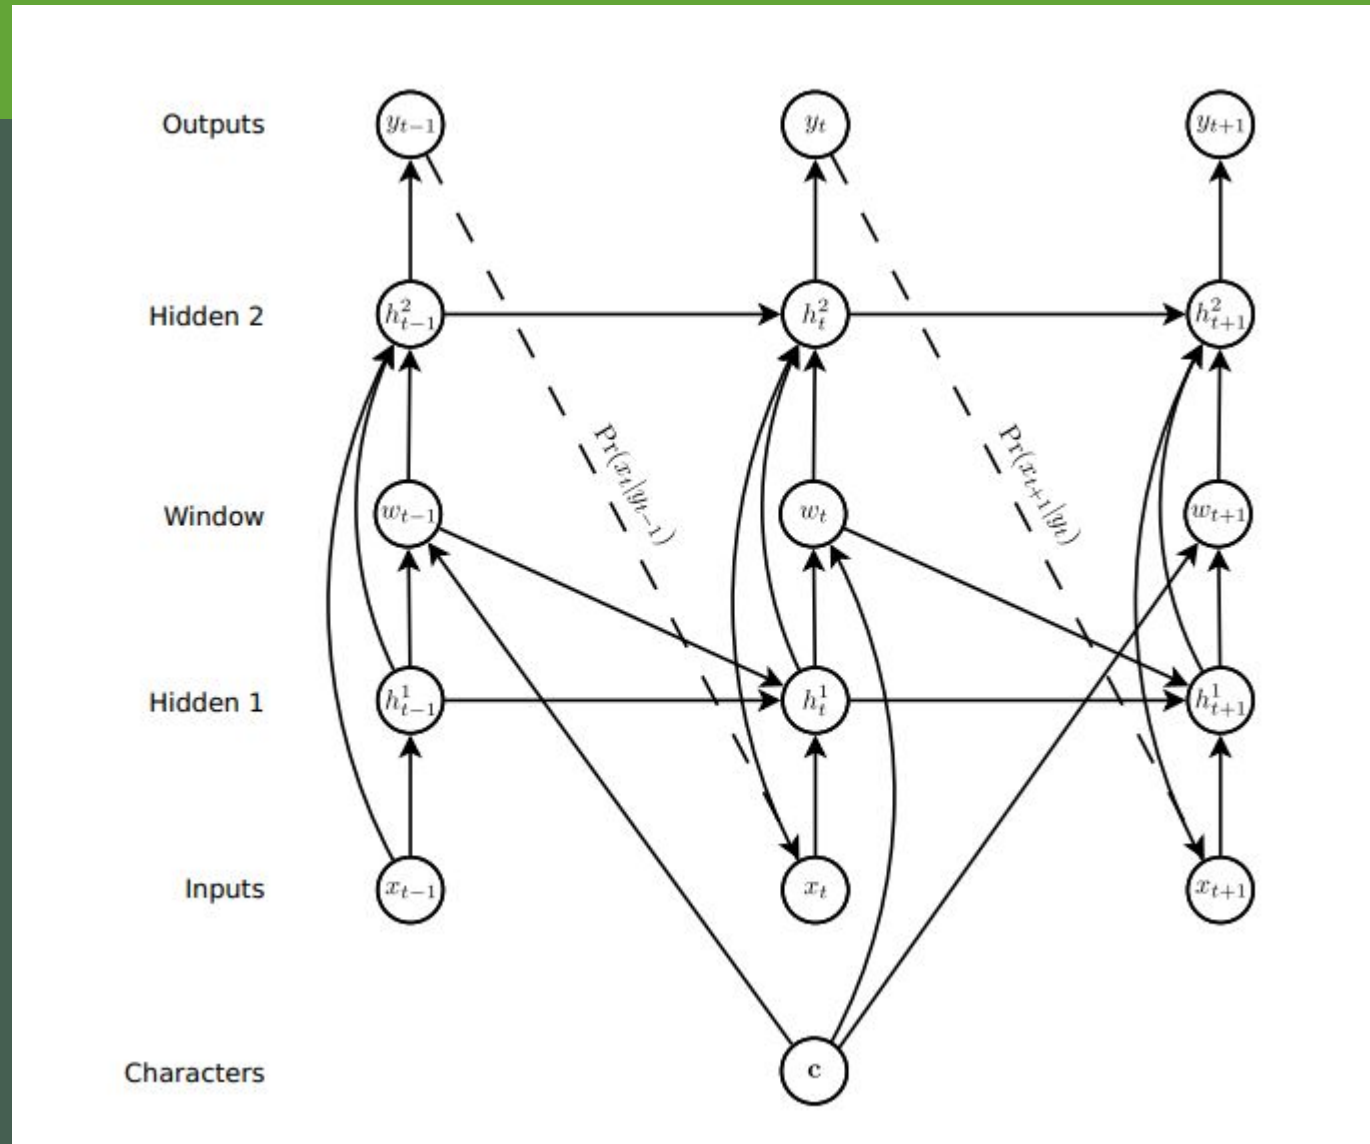 Outputs y_{t-1} y_t y_{t+1}
Hidden 2 h^2_{t-1} h^2_t h^2_{t+1}
Pr(x_t|y_{t-1}) Pr(x_{t+1}|y_t)
Window w_{t-1} w_t w_{t+1}
Hidden 1 h^1_{t-1} h^1_t h^1_{t+1}
Inputs x_{t-1} x_t x_{t+1}
Characters c